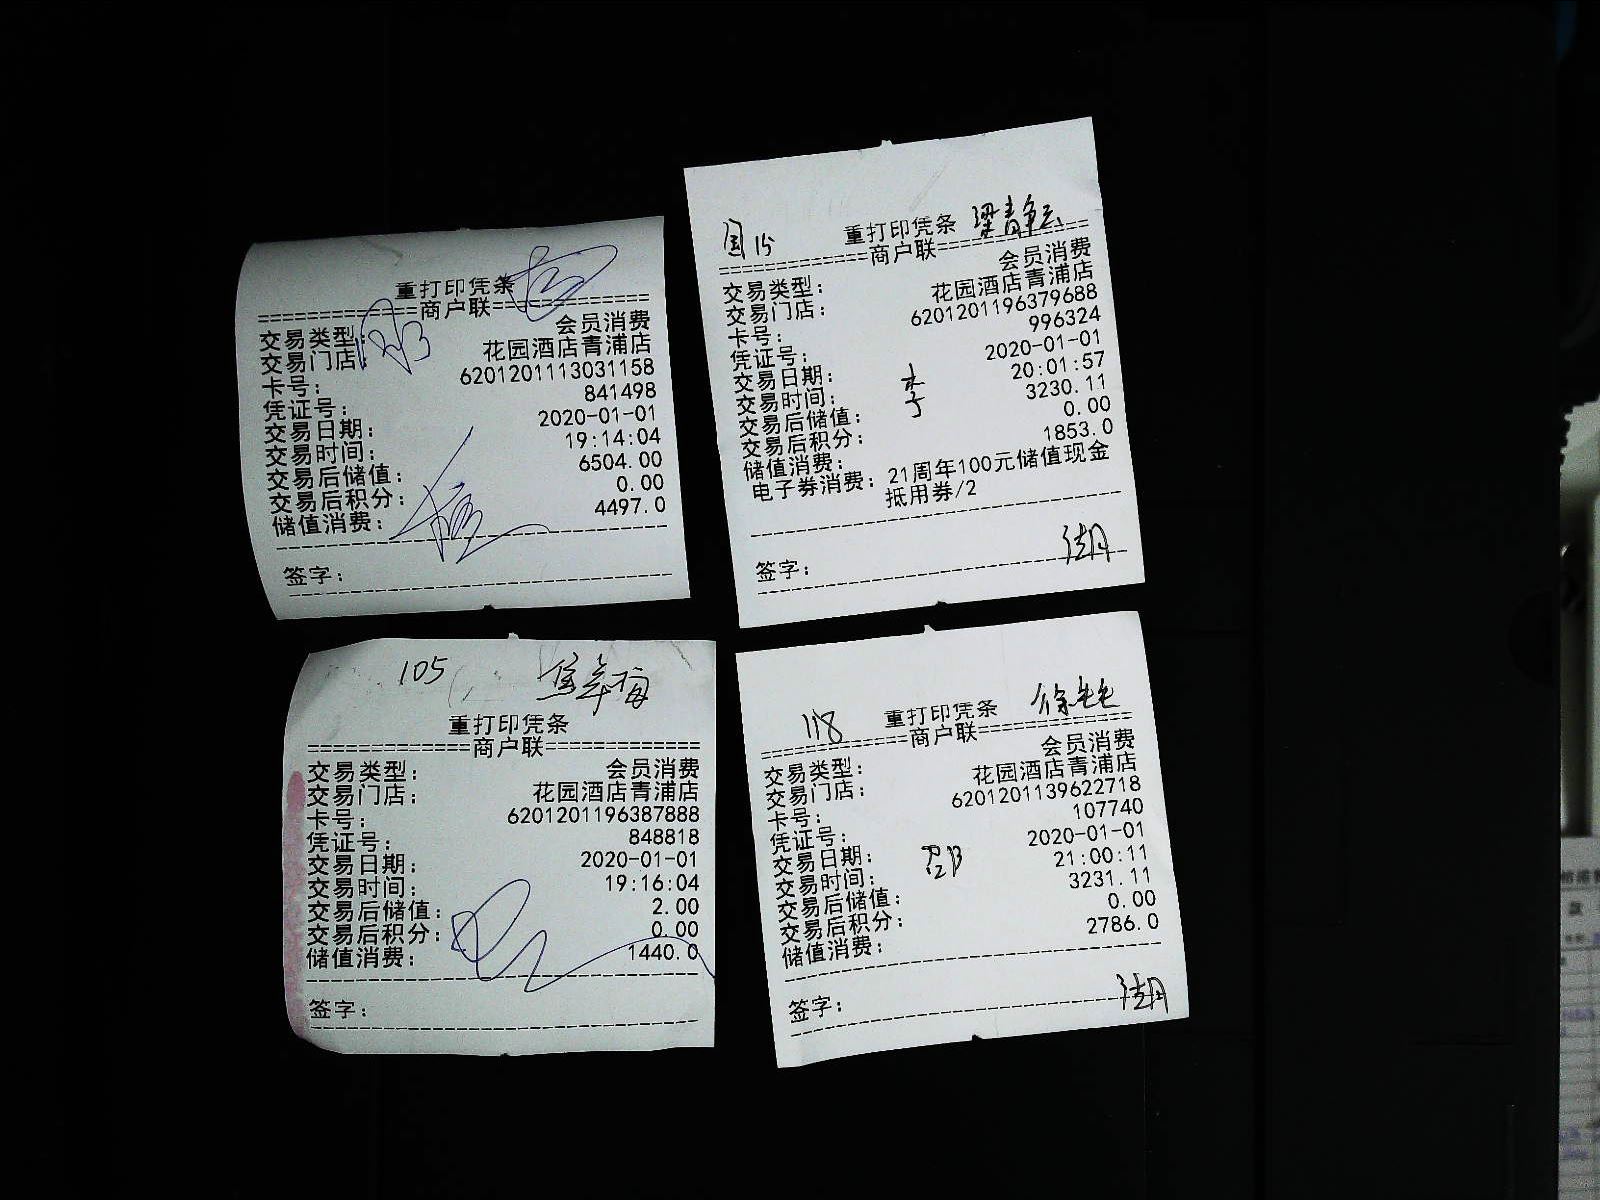 重打印凭条
================商户联================
交易类型: 会员消费
交易门店: 花园酒店青浦店
卡号: 6201201113031158
凭证号: 841498
交易日期: 2020-01-01
交易时间: 19:14:04
交易后储值: 6504.00
交易后积分: 0.00
储值消费: 4497.0
签字:
国15 重打印凭条 梁青争云
================商户联================
交易类型: 会员消费
交易门店: 花园酒店青浦店
卡号: 6201201196379688
凭证号: 996324
交易日期: 2020-01-01
交易时间: 20:01:57
交易后储值: 3230.11
李
交易后积分: 0.00
储值消费: 1853.0
电子券消费: 21周年100元储值现金
抵用券/2
签字:
105
重打印凭条
================商户联================
交易类型: 会员消费
交易门店: 花园酒店青浦店
卡号: 6201201196387888
凭证号: 848818
交易日期: 2020-01-01
交易时间: 19:16:04
交易后储值: 2.00
交易后积分: 0.00
储值消费: 1440.0
签字:
118 重打印凭条
================商户联================
交易类型: 会员消费
交易门店: 花园酒店青浦店
卡号: 6201201139622718
凭证号: 107740
交易日期: 2020-01-01
交易时间: 21:00:11
邵
交易后储值: 3231.11
交易后积分: 0.00
储值消费: 2786.0
签字: